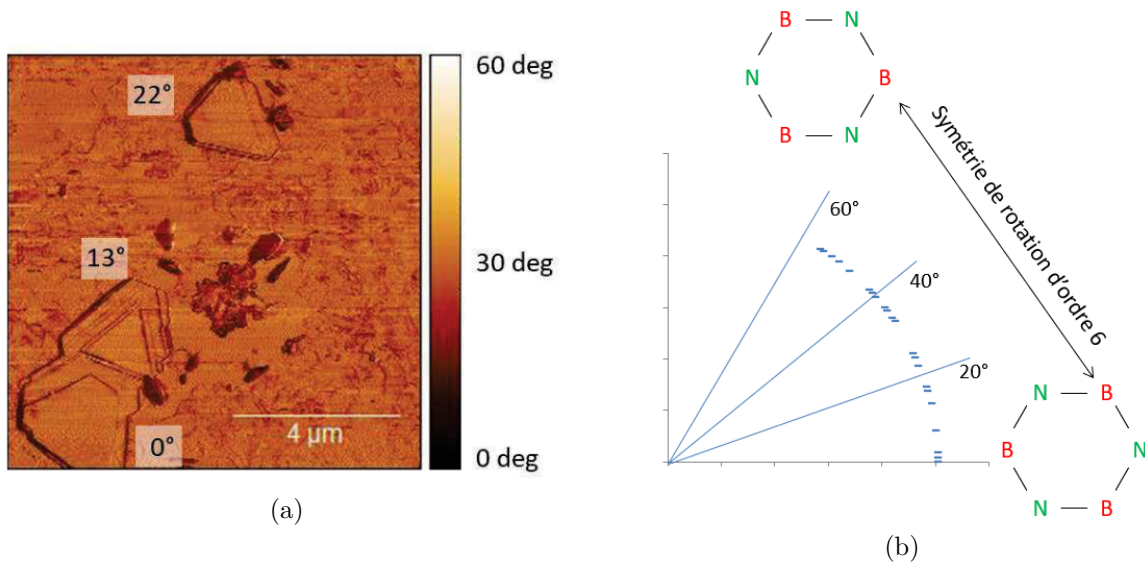 22°
13°
0°
4 µm
60 deg
30 deg
0 deg
(a)
B N
N B
B N
60°
40°
20°
Symétrie de rotation d'ordre 6
N B
B N
N B
(b)